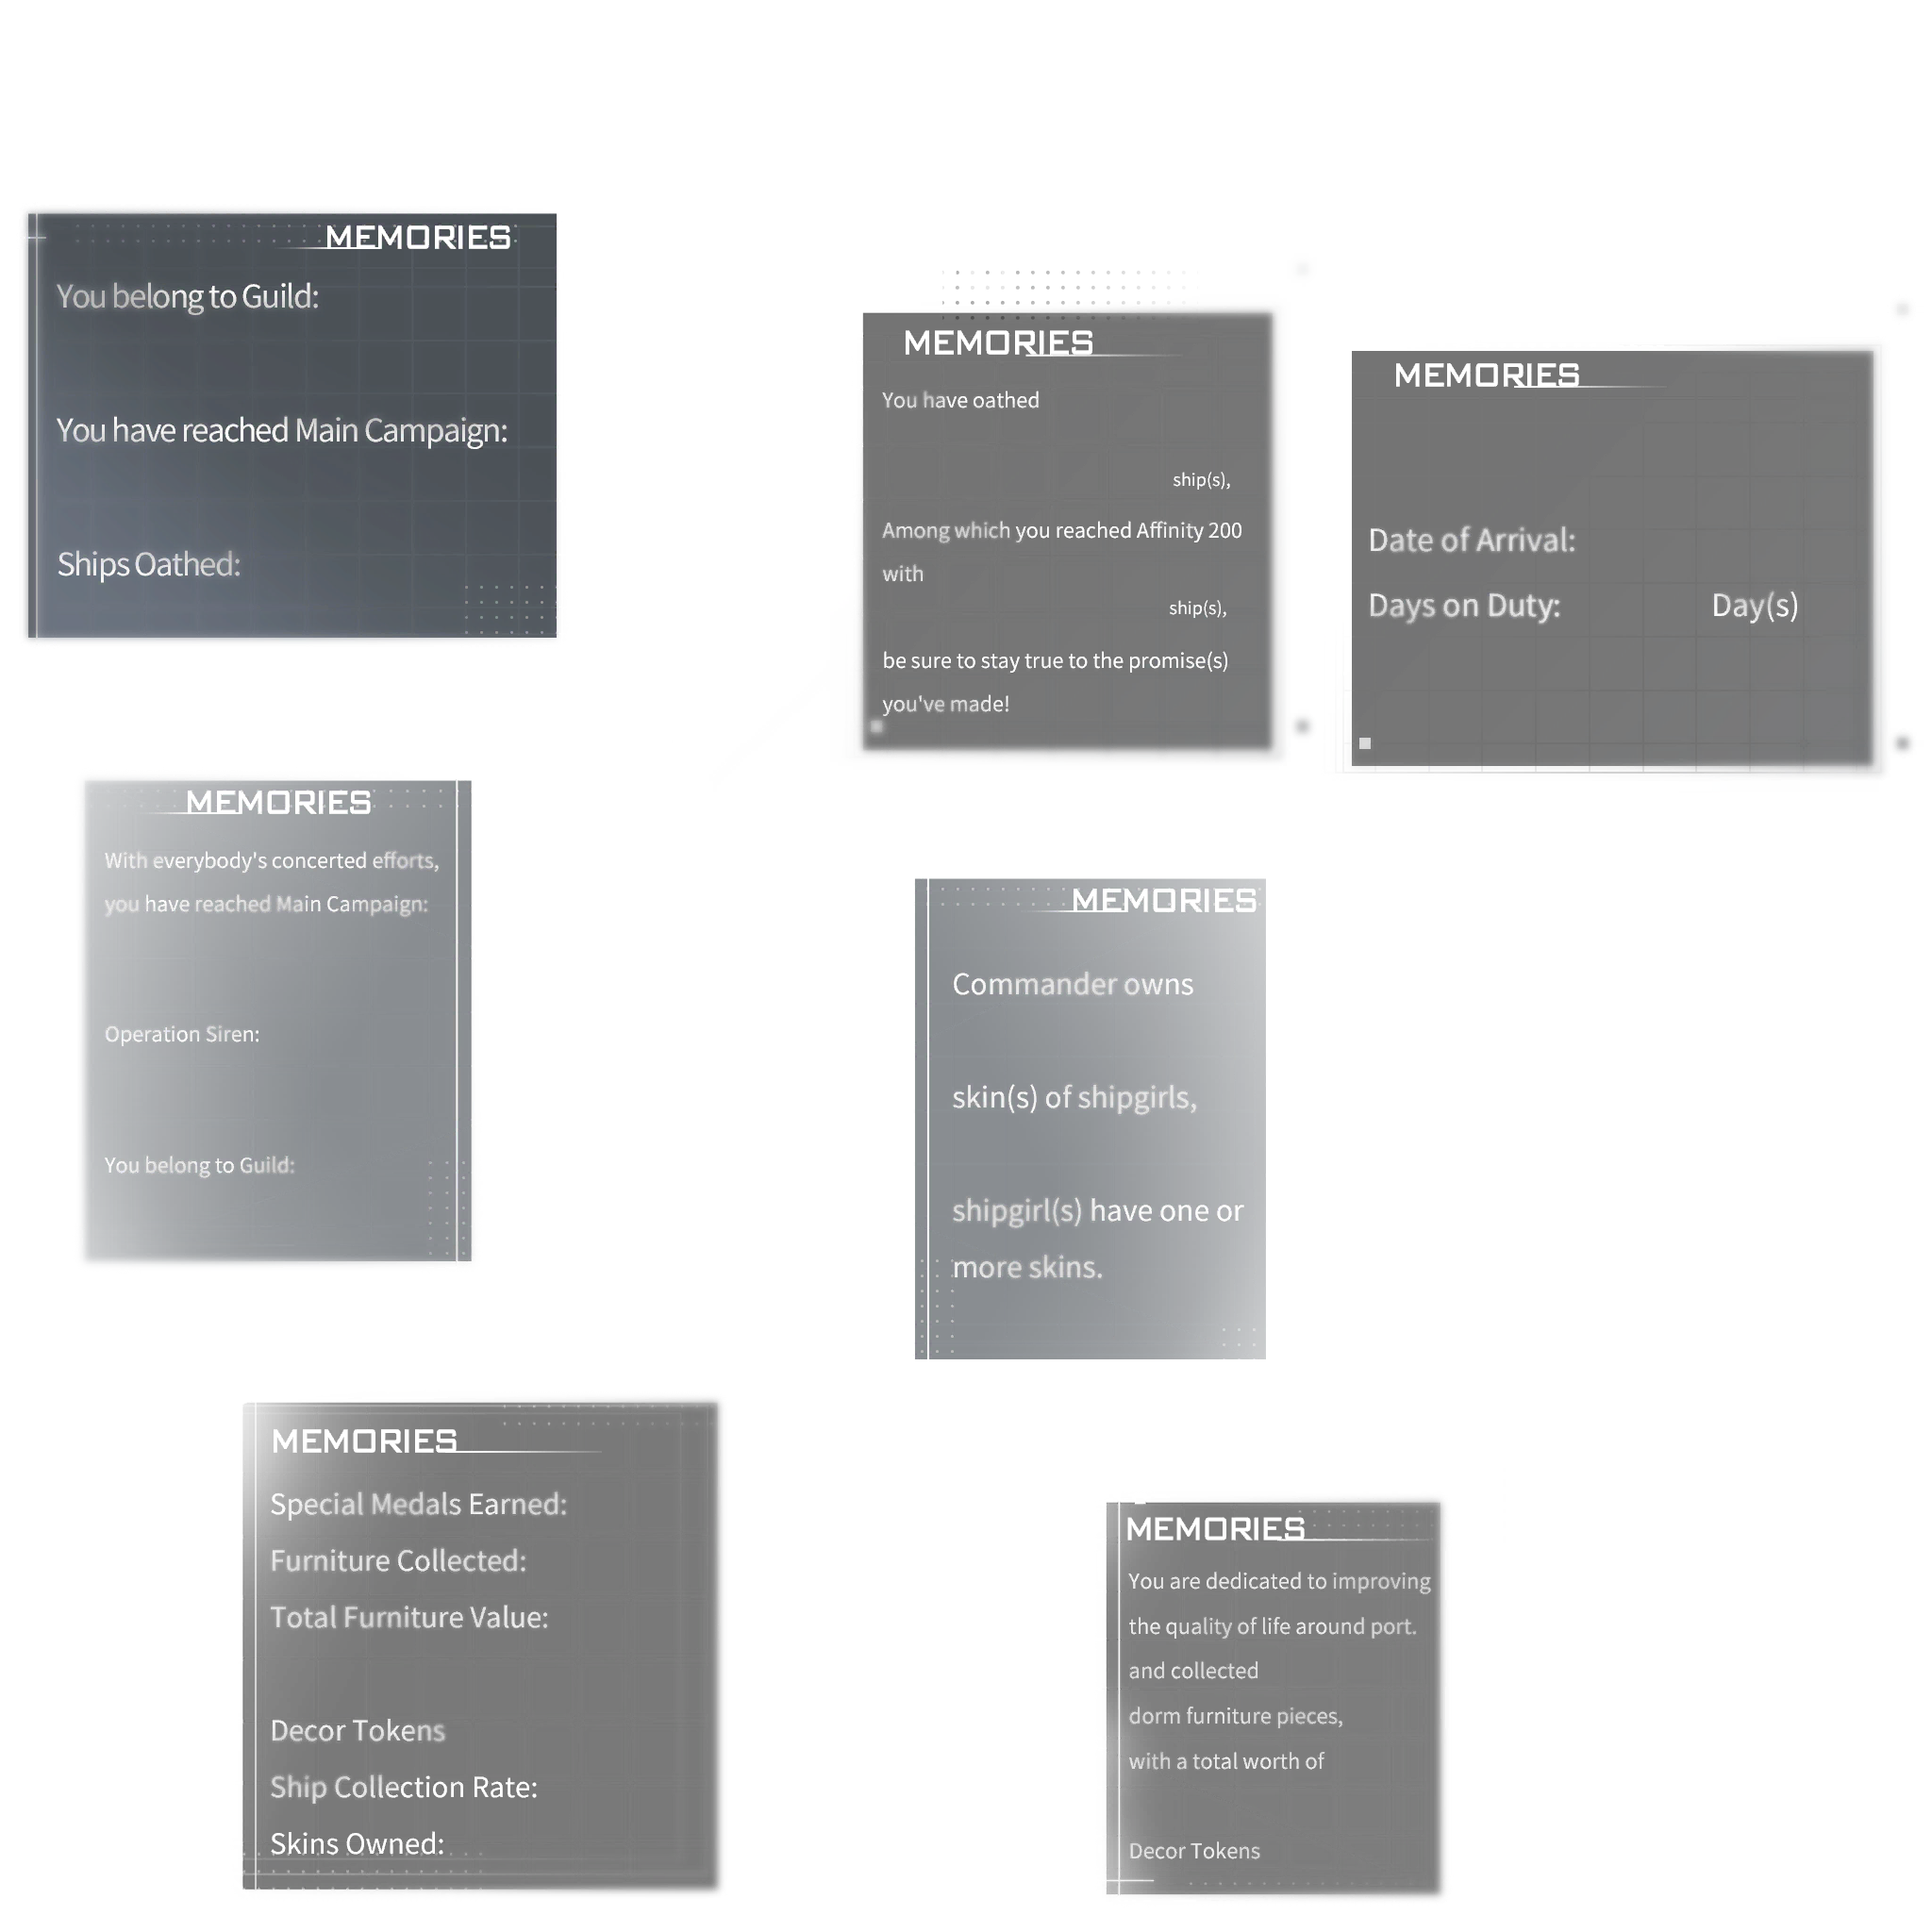 MEMORIES
You belong to Guild:
You have reached Main Campaign:
Ships Oathed:
MEMORIES
You have oathed
ship(s),
Among which you reached Affinity 200
with
ship(s),
be sure to stay true to the promise(s)
you've made!
MEMORIES
Date of Arrival:
Days on Duty: Day(s)
MEMORIES
With everybody's concerted efforts,
you have reached Main Campaign:
Operation Siren:
You belong to Guild:
MEMORIES
Commander owns
skin(s) of shipgirls,
shipgirl(s) have one or
more skins.
MEMORIES
Special Medals Earned:
Furniture Collected:
Total Furniture Value:
Decor Tokens
Ship Collection Rate:
Skins Owned:
MEMORIES
You are dedicated to improving
the quality of life around port.
and collected
dorm furniture pieces,
with a total worth of
Decor Tokens